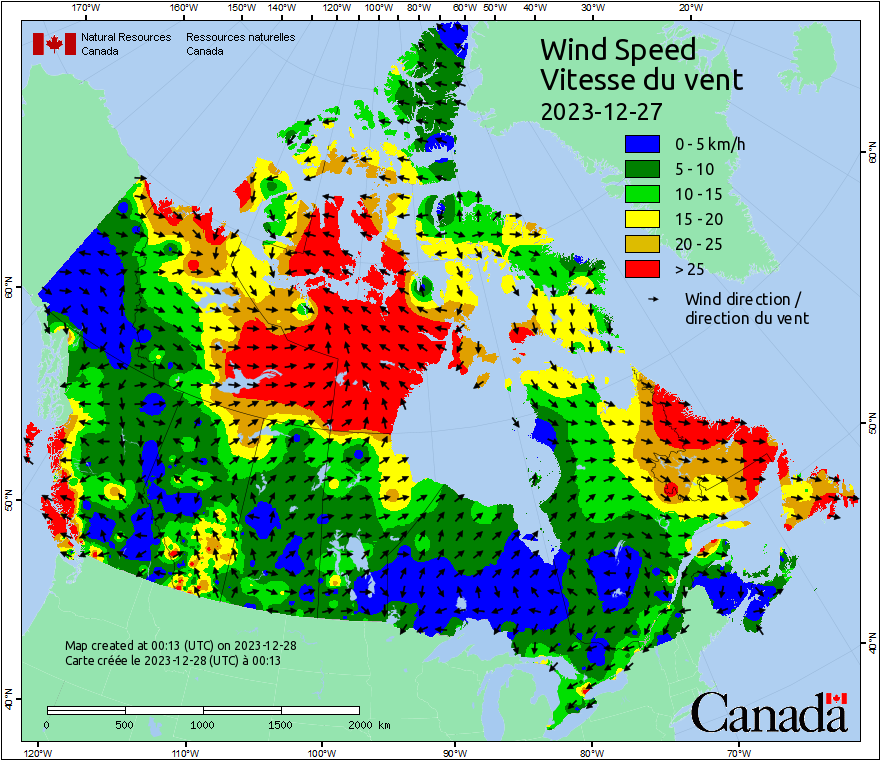 170°W 160°W 150°W 140°W 130°W 120°W 110°W 100°W 90°W 80°W 70°W 60°W 50°W 40°W 30°W 20°W
Natural Resources Canada
Ressources naturelles Canada
Wind Speed
Vitesse du vent
2023-12-27
0 - 5 km/h
5 - 10
10 - 15
15 - 20
20 - 25
> 25
Wind direction /
direction du vent
60°N
60°N
50°N
50°N
40°N
40°N
Map created at 00:13 (UTC) on 2023-12-28
Carte créée le 2023-12-28 (UTC) à 00:13
0 500 1000 1500 2000 km
Canada
120°W 110°W 100°W 90°W 80°W 70°W